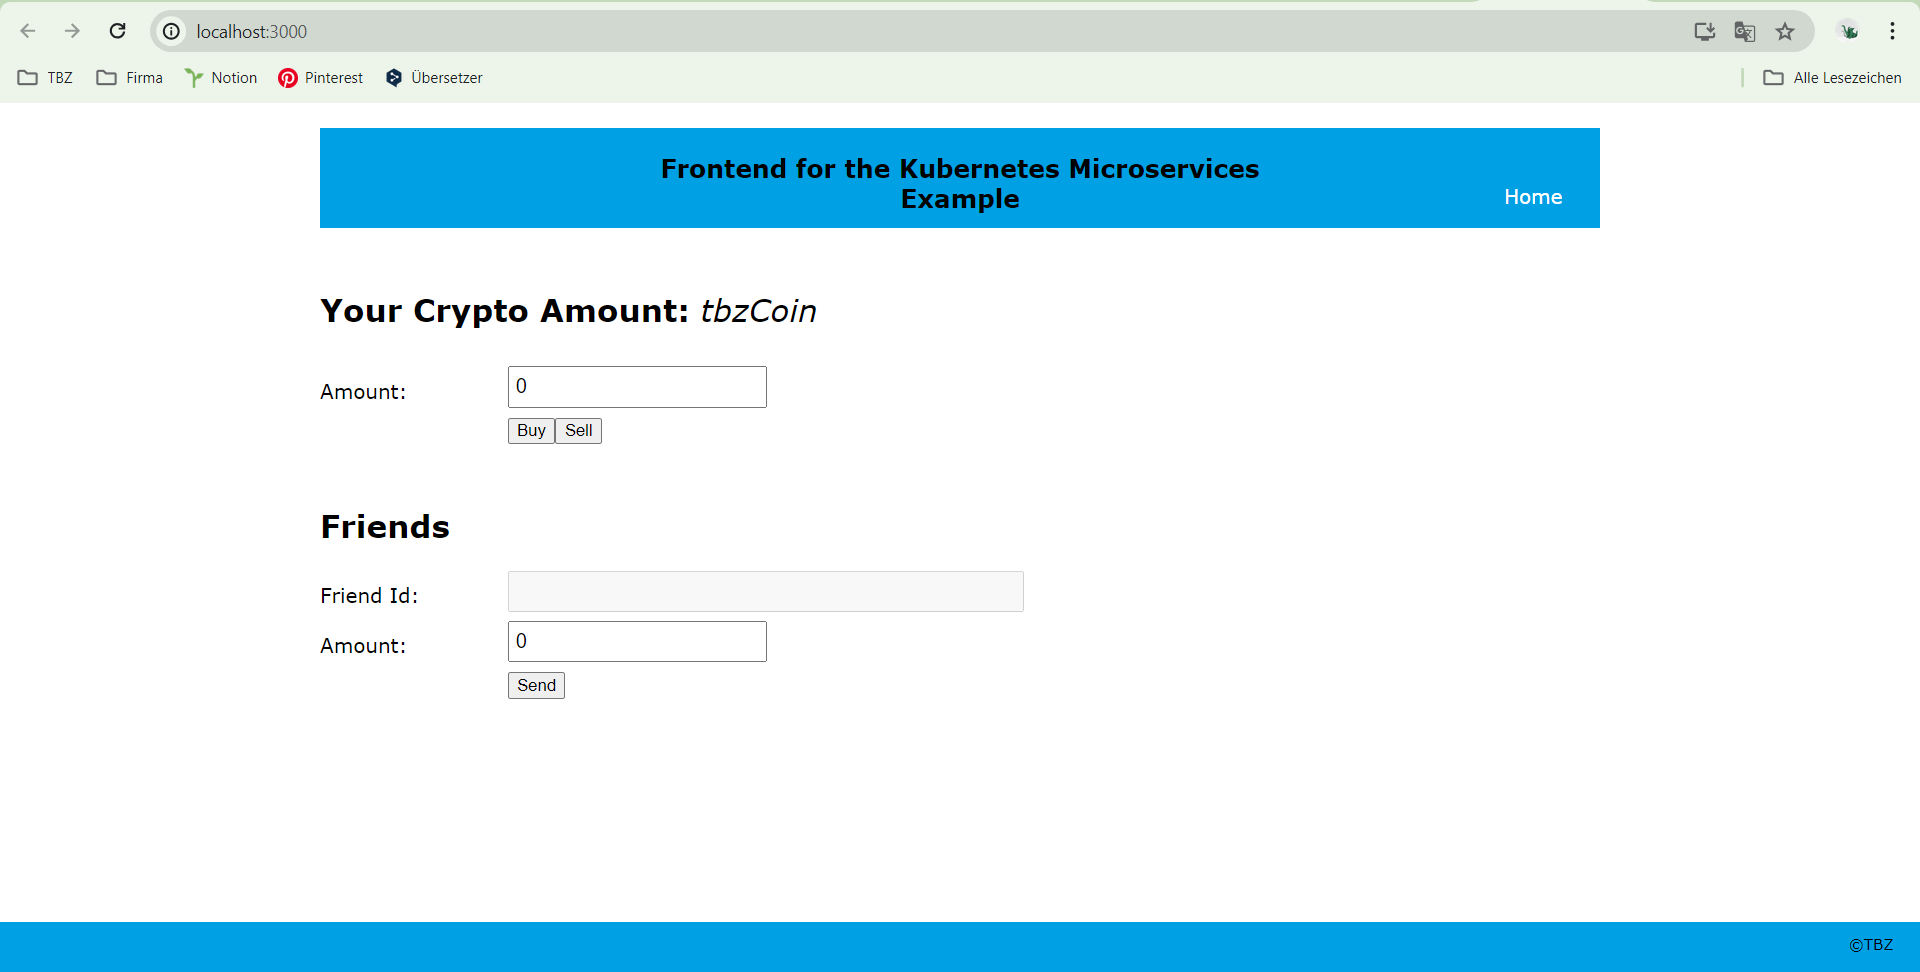 localhost:3000
TBZ
Firma
Notion
Pinterest
Übersetzer
Alle Lesezeichen
Frontend for the Kubernetes Microservices
Example
Home
Your Crypto Amount: tbzCoin
Amount:
0
Buy
Sell
Friends
Friend Id:
Amount:
0
Send
©TBZ